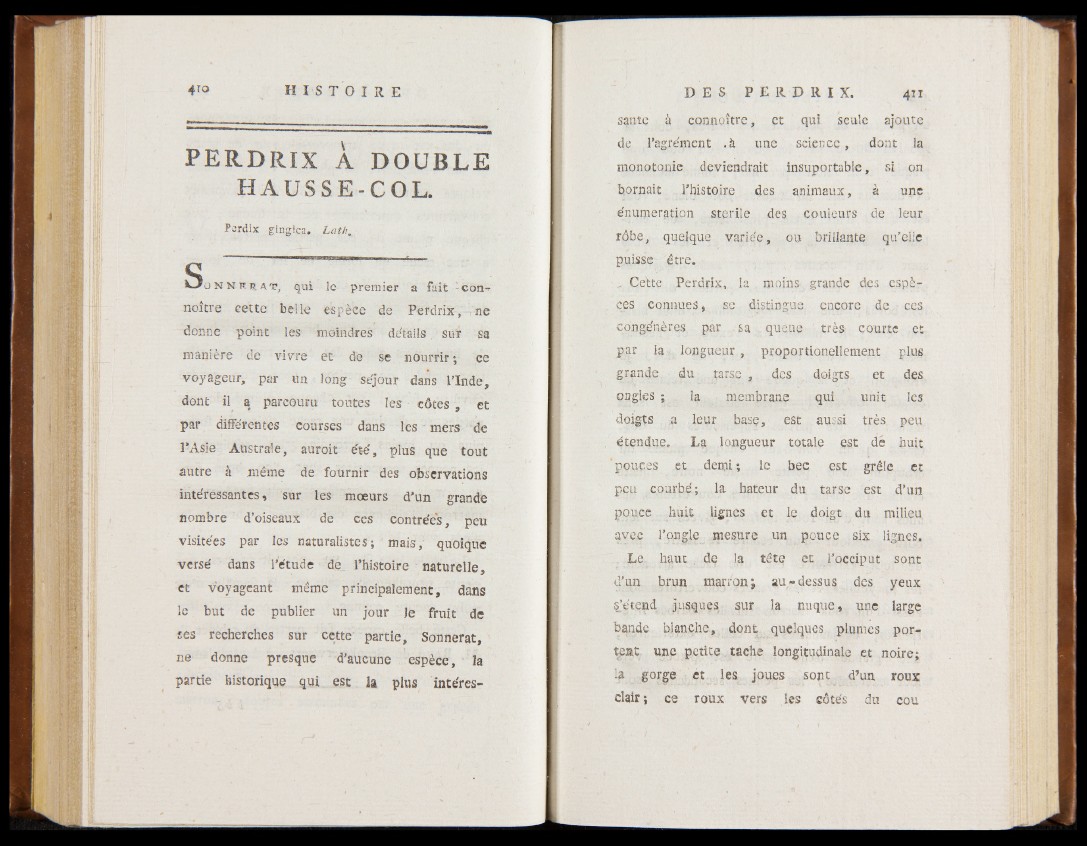 410 HISTOIRE
PERDRIX À DOUBLE
HAUSSE-COL.
Perdix gingica. Lath.
SONNERAT, qui le premier a fait con-
noître cette belle espèce de Perdrix, ne
donne point les moindres détails sur sa
manière de vivre et de se nourrir; ce
voyageur, par un long séjour dans l'Inde,
dont il a parcouru toutes les côtes, et
par différentes courses dans les mers de
l'Asie Australe, auroit été, plus que tout
autre à même de fournir des observations
intéressantes, sur les mœurs d'un grande
nombre d'oiseaux de ces contrées, peu
visitées par les naturalistes; mais, quoique
versé dans l'étude de l'histoire naturelle,
et voyageant même principalement, dans
le but de publier un jour le fruit de
ses recherches sur cette partie, Sonnerat,
ne donne presque d'aucune espèce, la
partie historique qui est la plus intéres-
DES PERDRIX. 411
sante à connoître, et qui seule ajoute
de l'agrément à une science, dont la
monotonie deviendrait insuportable, si on
bornait l'histoire des animaux, à une
énumeration sterile des couleurs de leur
rôbe, quelque variée, ou brillante qu'elle
puisse être.
Cette Perdrix, la moins grande des espè-
ces connues, se distingue encore de ces
congénères par sa queue très courte et
par la longueur, proportionellement plus
grande du tarse, des doigts et des
ongles; la membrane qui unit les
doigts a leur base, est aussi très peu
étendue. La longueur totale est de huit
pouces et demi; le bec est grêle et
peu courbé; la hateur du tarse est d'un
pouce huit lignes et le doigt du milieu
avec l'ongle mesure un pouce six lignes.
Le haut de la tête et l'occiput sont
d'un brun marron; au-dessus des yeux
s'étend jusques sur la nuque, une large
bande blanche, dont quelques plumes por-
tent une petite tache longitudinale et noire;
la gorge et les joues sont d'un roux
clair; ce roux vers les côtés du cou